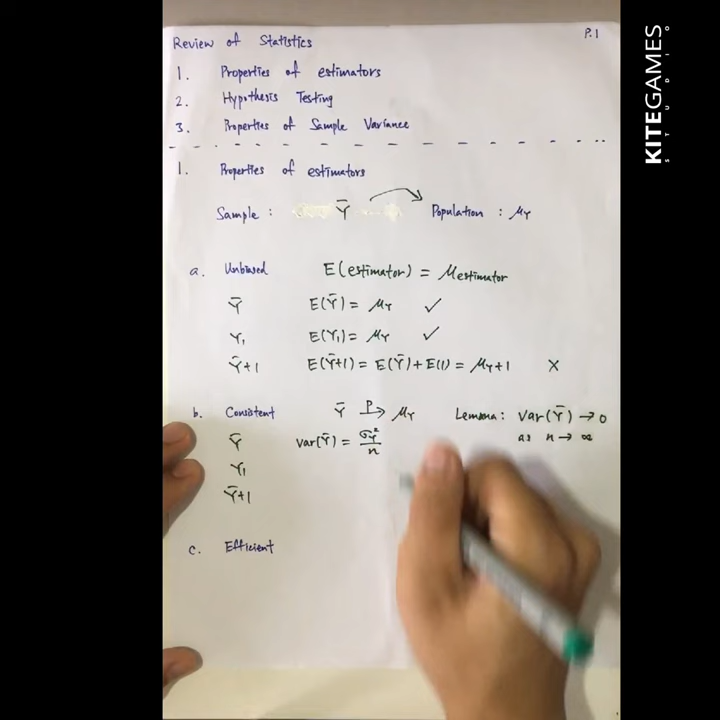 P.1
Review of Statistics
1. Properties of estimators
2. Hypothesis Testing
3. Properties of Sample Variance
1. Properties of estimators
Sample : Ȳ Population : μY
a. Unbiased E(estimator) = μestimator
Ȳ E(Ȳ) = μY ✓
Y1 E(Y1) = μY ✓
Ȳ+1 E(Ȳ+1) = E(Ȳ) + E(1) = μY+1 X
b. Consistent Ȳ P→ μY Lemma: Var(Ȳ) → 0
Ȳ Var(Ȳ) = σY²/n as n → ∞
Y1
Ȳ+1
c. Efficient
KITEGAMES
STUDIO